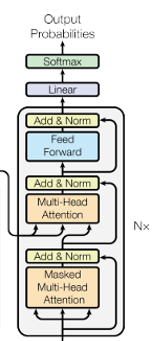 Output
Probabilities
Softmax
Linear
Add & Norm
Feed
Forward
Add & Norm
Multi-Head
Attention
N×
Add & Norm
Masked
Multi-Head
Attention